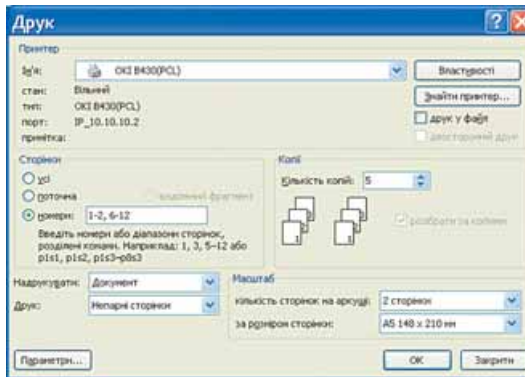 Друк
Принтер
Ім'я: OKI B430(PCL)
Властивості
стан: Вільний
Знайти принтер...
тип: OKI B430(PCL)
порт: IP_10.10.10.2
друк у файл
примітка:
двосторонній друк
Сторінки
усі
поточна
виділений фрагмент
номери: 1-2, 6-12
Введіть номери або діапазони сторінок,
розділені комами. Наприклад: 1, 3, 5–12 або
p1s1, p1s2, p1s3–p8s3
Копії
Кількість копій: 5
розібрати за копіями
Надрукувати: Документ
Друк: Непарні сторінки
Масштаб
кількість сторінок на аркуші: 2 сторінки
за розміром сторінки: A5 148 x 210 мм
Параметри...
ОК
Закрити